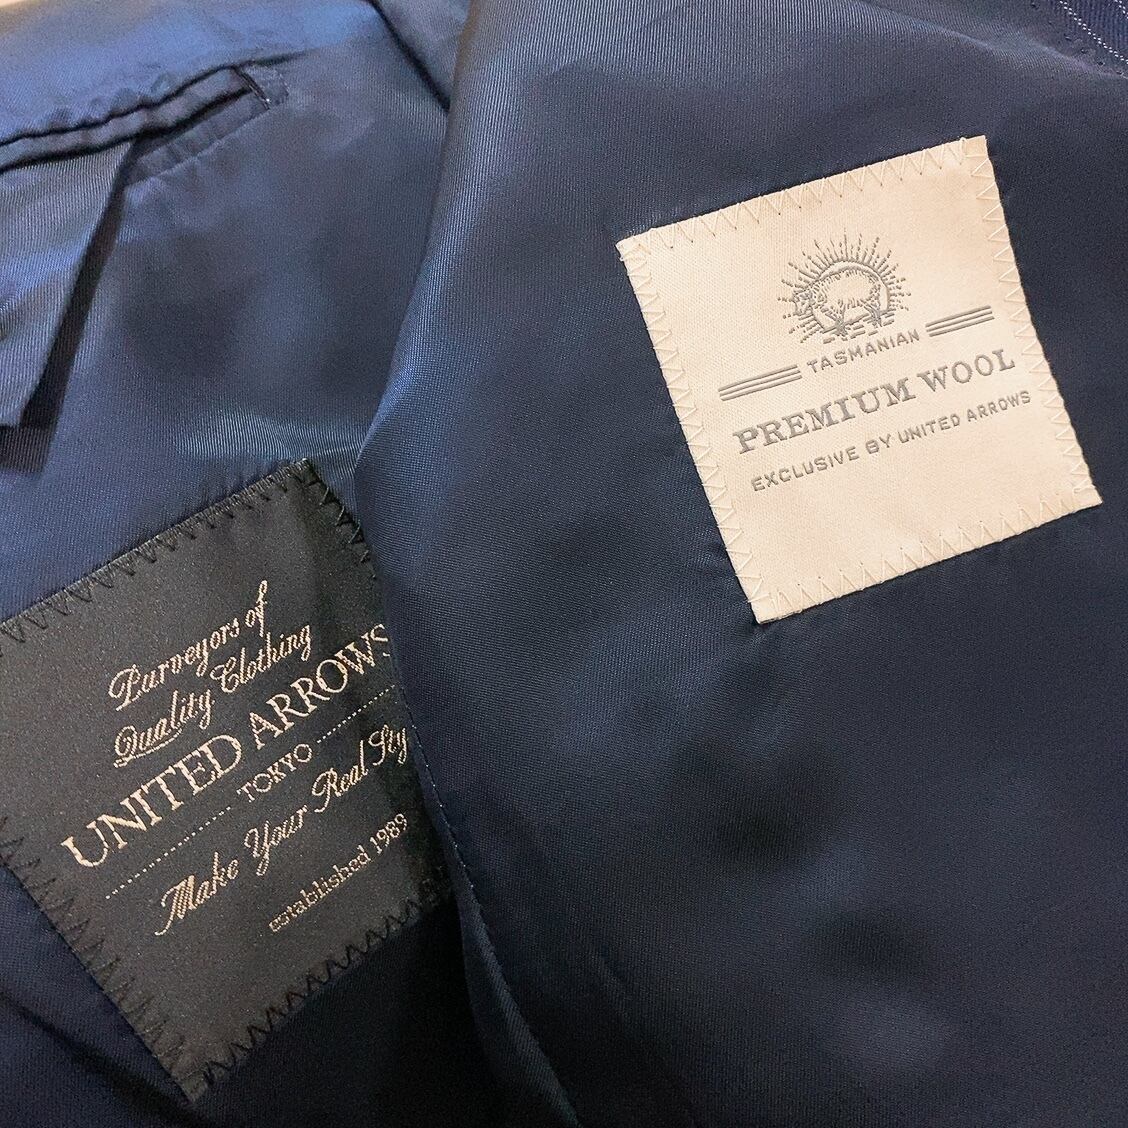 Purveyors of
Quality Clothing
UNITED ARROWS
TOKYO
Make Your Real Sty
established 1989
TASMANIAN
PREMIUM WOOL
EXCLUSIVE BY UNITED ARROWS